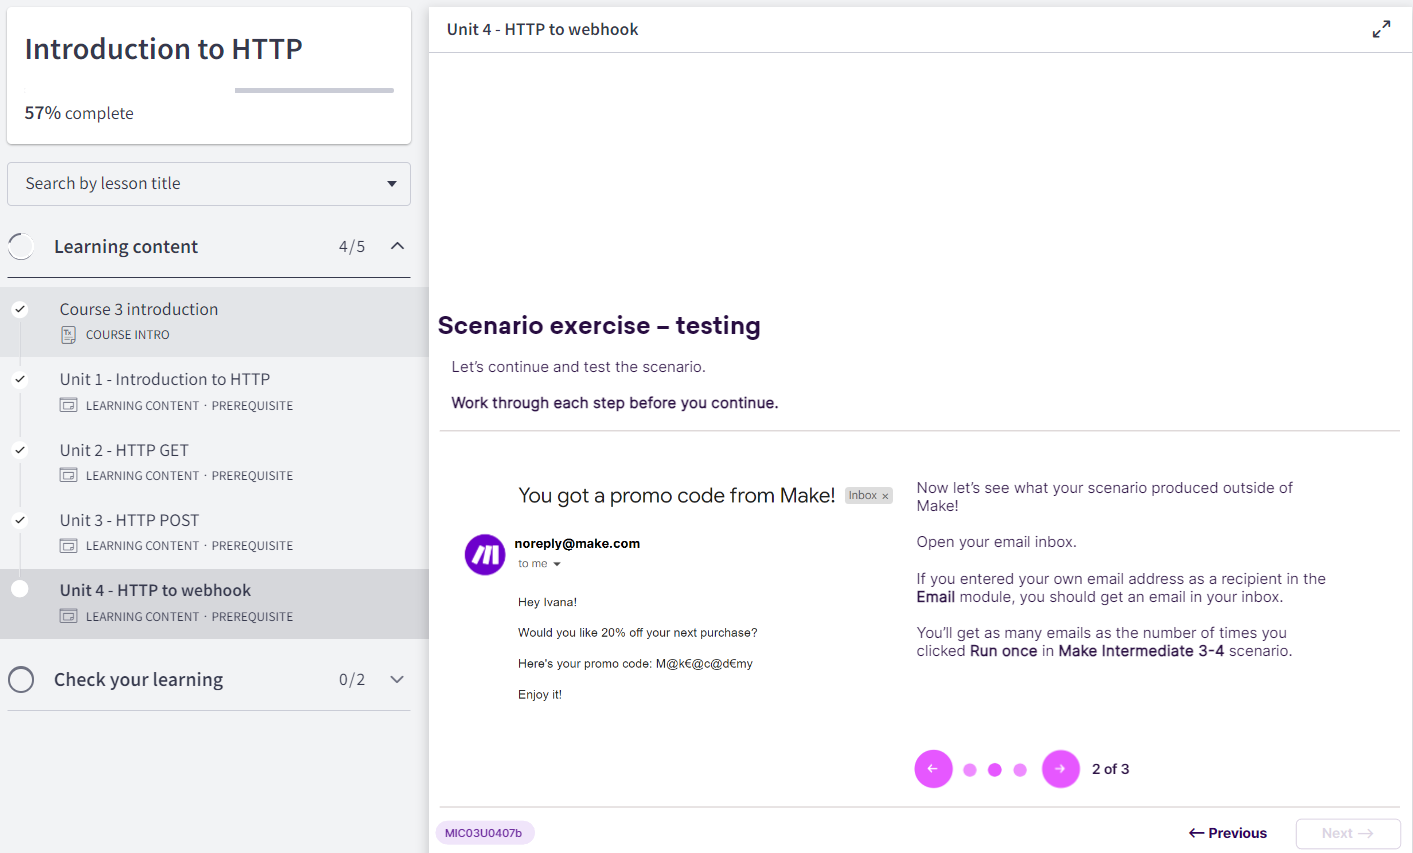 Introduction to HTTP
57% complete
Search by lesson title
Learning content 4/5
Course 3 introduction
COURSE INTRO
Unit 1 - Introduction to HTTP
LEARNING CONTENT · PREREQUISITE
Unit 2 - HTTP GET
LEARNING CONTENT · PREREQUISITE
Unit 3 - HTTP POST
LEARNING CONTENT · PREREQUISITE
Unit 4 - HTTP to webhook
LEARNING CONTENT · PREREQUISITE
Check your learning 0/2
Unit 4 - HTTP to webhook
Scenario exercise – testing
Let's continue and test the scenario.
Work through each step before you continue.
You got a promo code from Make! Inbox ×
noreply@make.com
to me
Hey Ivana!
Would you like 20% off your next purchase?
Here's your promo code: M@k€@c@d€my
Enjoy it!
Now let's see what your scenario produced outside of
Make!
Open your email inbox.
If you entered your own email address as a recipient in the
Email module, you should get an email in your inbox.
You'll get as many emails as the number of times you
clicked Run once in Make Intermediate 3-4 scenario.
← → 2 of 3
MIC03U0407b
← Previous
Next →